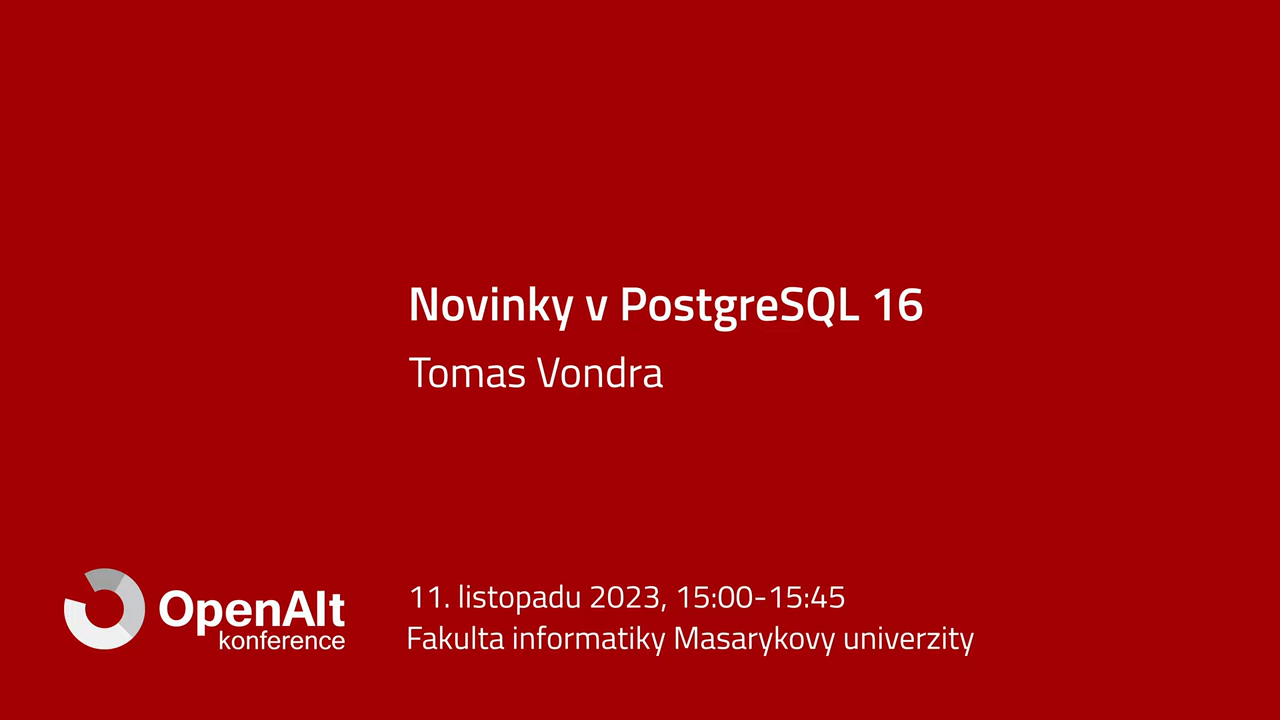 Novinky v PostgreSQL 16
Tomas Vondra
OpenAlt
konference
11. listopadu 2023, 15:00-15:45
Fakulta informatiky Masarykovy univerzity